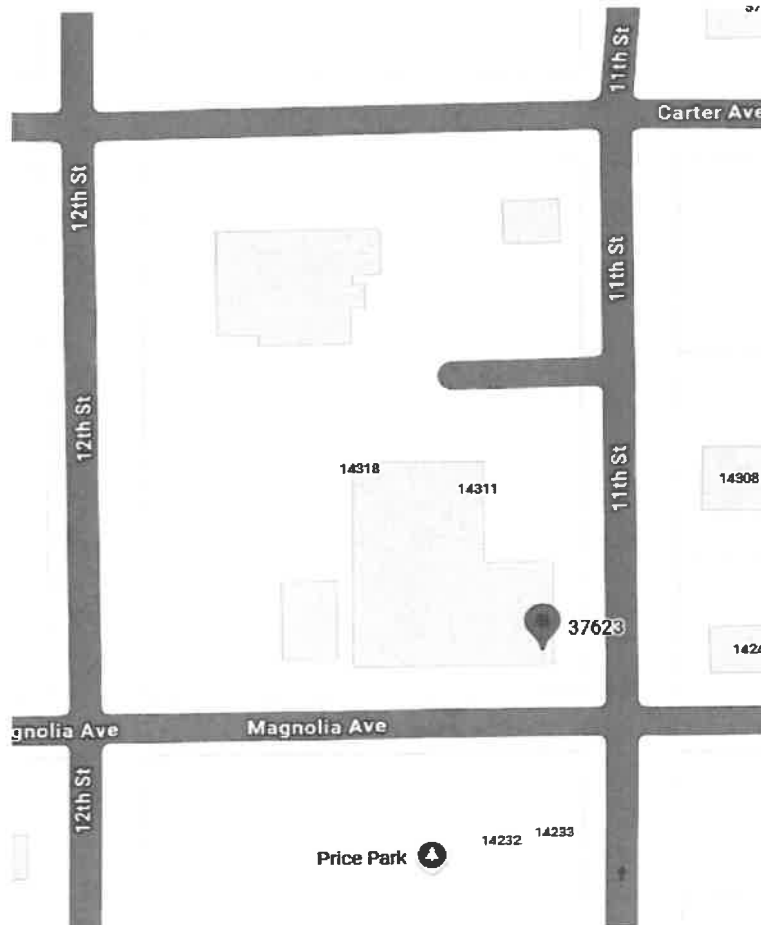 11th St
Carter Ave
12th St
11th St
12th St
14318
14311
11th St
14308
37623
Magnolia Ave
Magnolia Ave
12th St
14232
14233
Price Park